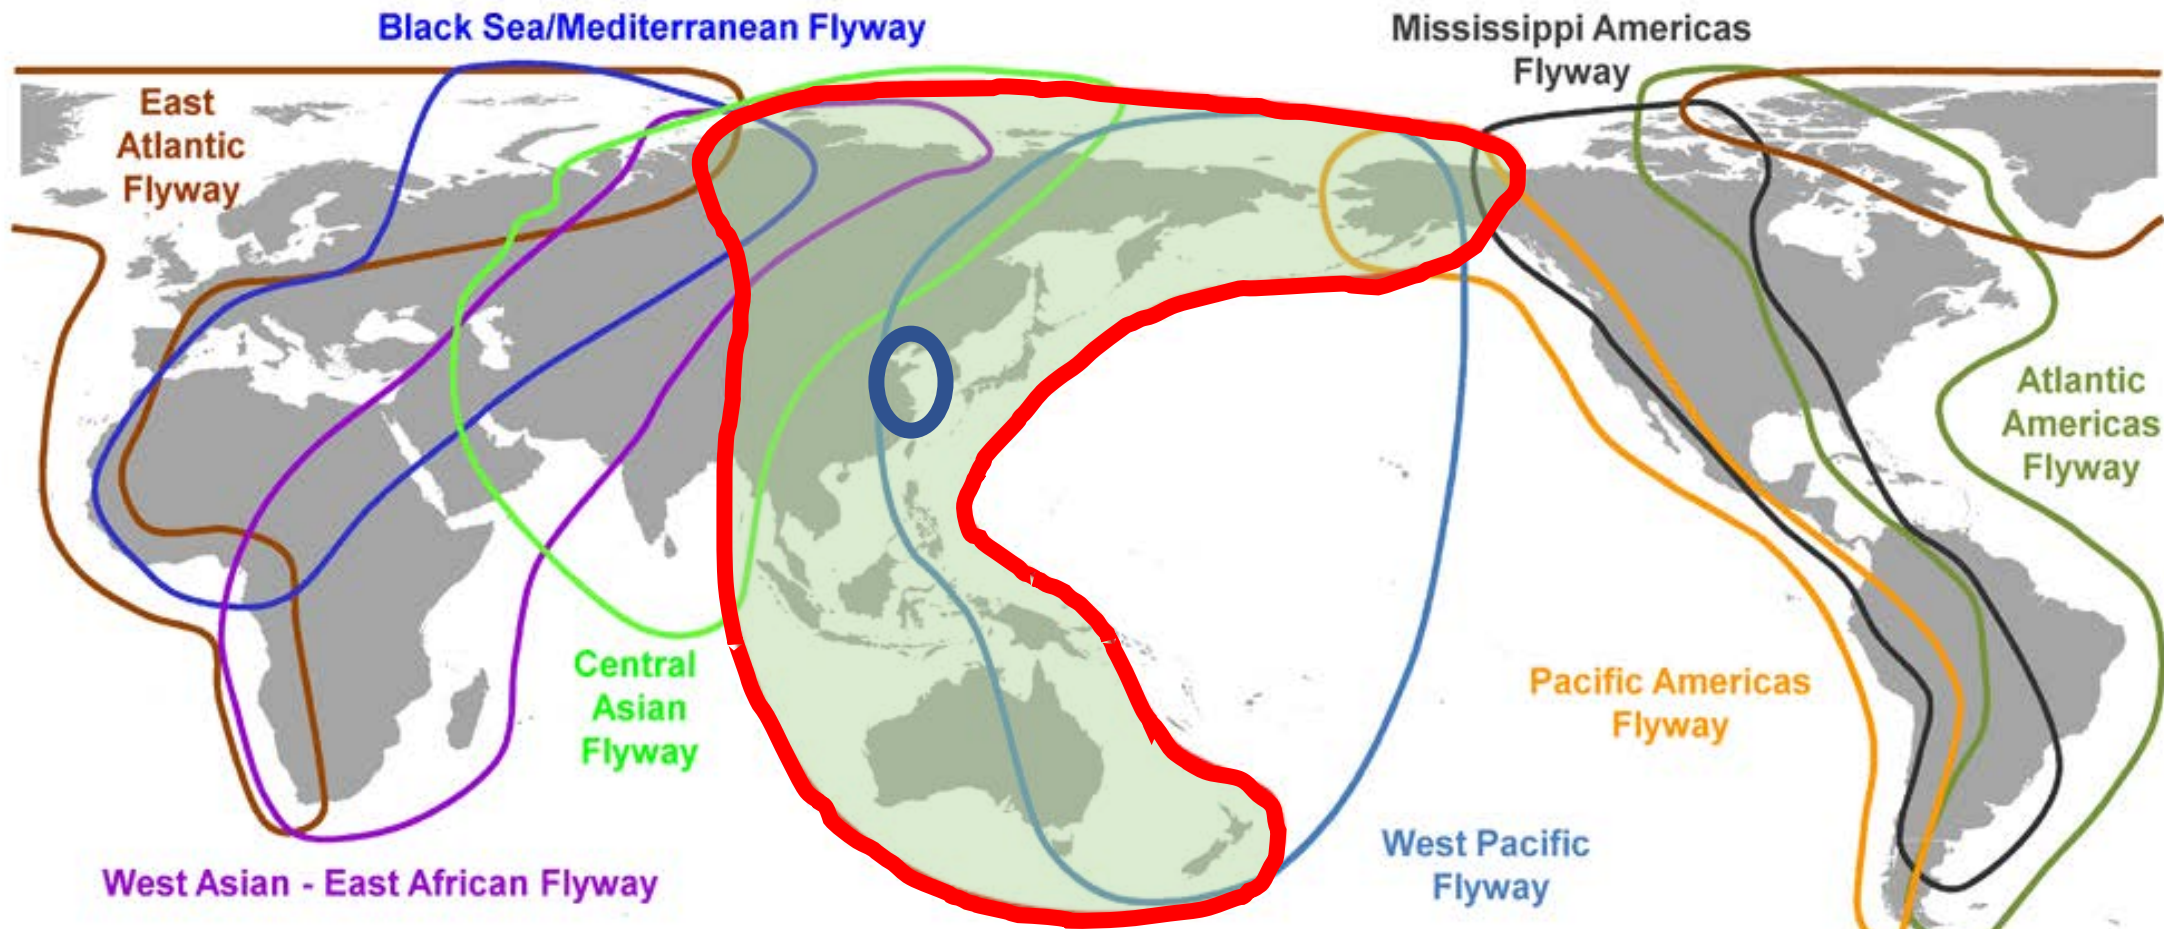 Black Sea/Mediterranean Flyway
Mississippi Americas
Flyway
East
Atlantic
Flyway
Atlantic
Americas
Flyway
Central
Asian
Flyway
Pacific Americas
Flyway
West Pacific
Flyway
West Asian - East African Flyway